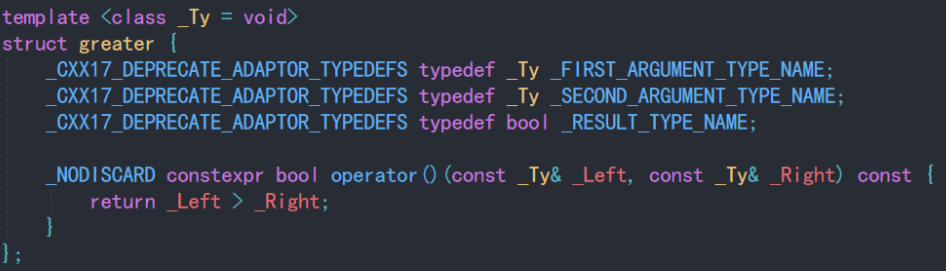 template <class _Ty = void>
struct greater {
    _CXX17_DEPRECATE_ADAPTOR_TYPEDEFS typedef _Ty _FIRST_ARGUMENT_TYPE_NAME;
    _CXX17_DEPRECATE_ADAPTOR_TYPEDEFS typedef _Ty _SECOND_ARGUMENT_TYPE_NAME;
    _CXX17_DEPRECATE_ADAPTOR_TYPEDEFS typedef bool _RESULT_TYPE_NAME;

    _NODISCARD constexpr bool operator()(const _Ty& _Left, const _Ty& _Right) const {
        return _Left > _Right;
    }
};